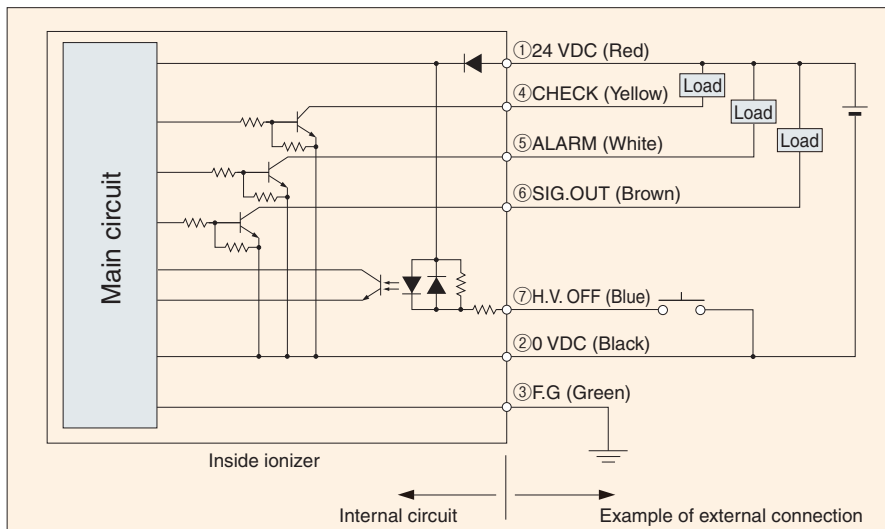 ①24 VDC (Red)
④CHECK (Yellow)
Load
Load
Load
⑤ALARM (White)
⑥SIG.OUT (Brown)
Main circuit
⑦H.V. OFF (Blue)
②0 VDC (Black)
③F.G (Green)
Inside ionizer
Internal circuit
Example of external connection